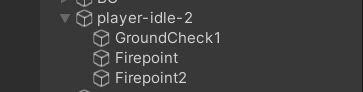 player-idle-2
GroundCheck1
Firepoint
Firepoint2